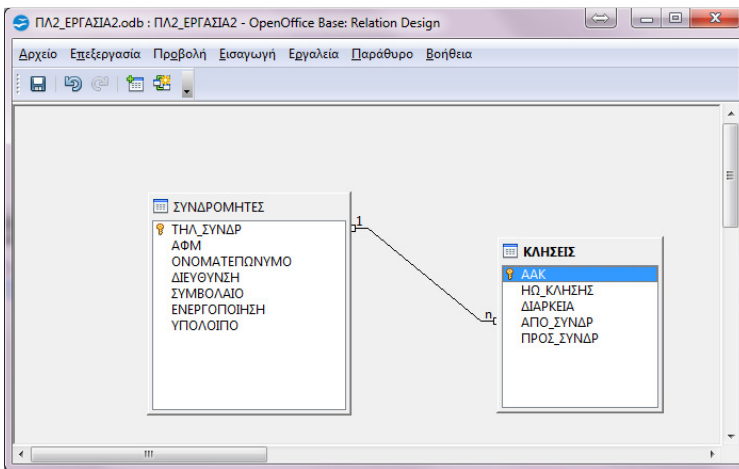 ΠΛ2_ΕΡΓΑΣΙΑ2.odb : ΠΛ2_ΕΡΓΑΣΙΑ2 - OpenOffice Base: Relation Design
Αρχείο Επεξεργασία Προβολή Εισαγωγή Εργαλεία Παράθυρο Βοήθεια
ΣΥΝΔΡΟΜΗΤΕΣ
ΤΗΛ_ΣΥΝΔΡ
ΑΦΜ
ΟΝΟΜΑΤΕΠΩΝΥΜΟ
ΔΙΕΥΘΥΝΣΗ
ΣΥΜΒΟΛΑΙΟ
ΕΝΕΡΓΟΠΟΙΗΣΗ
ΥΠΟΛΟΙΠΟ
1
n
ΚΛΗΣΕΙΣ
ΑΑΚ
ΗΩ_ΚΛΗΣΗΣ
ΔΙΑΡΚΕΙΑ
ΑΠΟ_ΣΥΝΔΡ
ΠΡΟΣ_ΣΥΝΔΡ